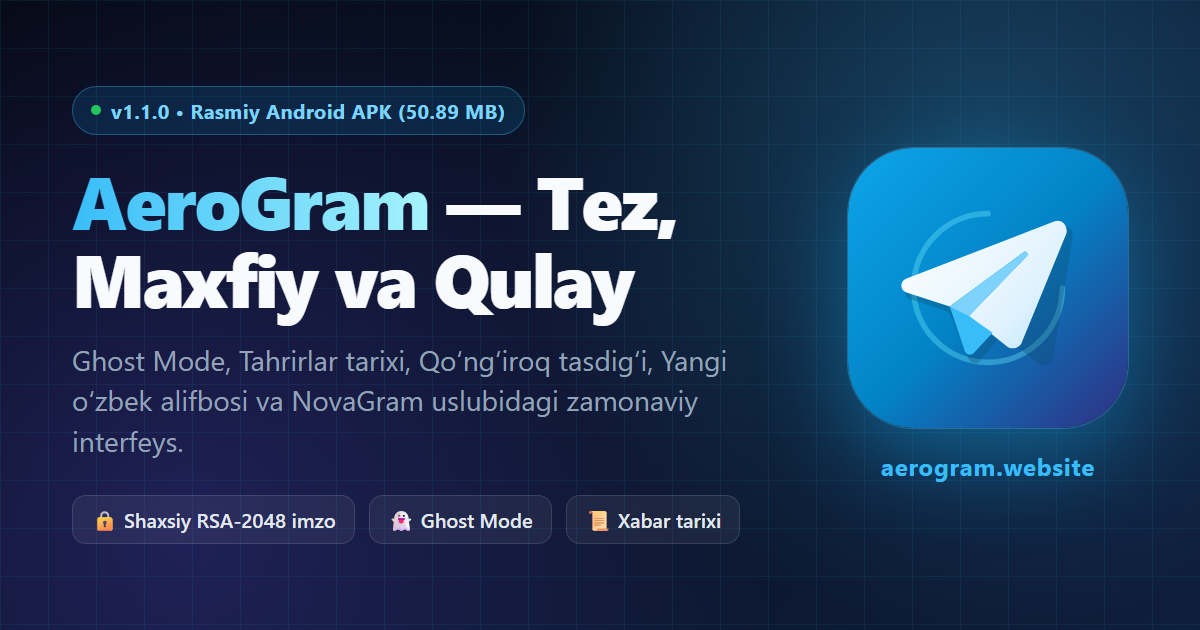 v1.1.0 • Rasmiy Android APK (50.89 MB)
AeroGram — Tez,
Maxfiy va Qulay
Ghost Mode, Tahrirlar tarixi, Qoʻngʻiroq tasdigʻi, Yangi
oʻzbek alifbosi va NovaGram uslubidagi zamonaviy
interfeys.
🔒 Shaxsiy RSA-2048 imzo
👻 Ghost Mode
📜 Xabar tarixi
aerogram.website